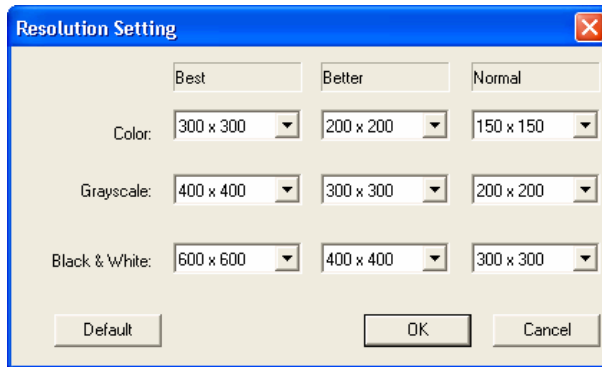 Resolution Setting
Best Better Normal
Color: 300 x 300 200 x 200 150 x 150
Grayscale: 400 x 400 300 x 300 200 x 200
Black & White: 600 x 600 400 x 400 300 x 300
Default OK Cancel